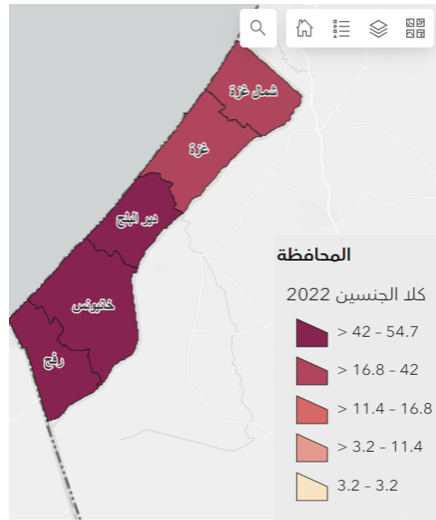 شمال غزة
غزة
دير البلح
خانيونس
رفح
المحافظة
كلا الجنسين 2022
> 42 – 54.7
> 16.8 – 42
> 11.4 – 16.8
> 3.2 – 11.4
3.2 – 3.2